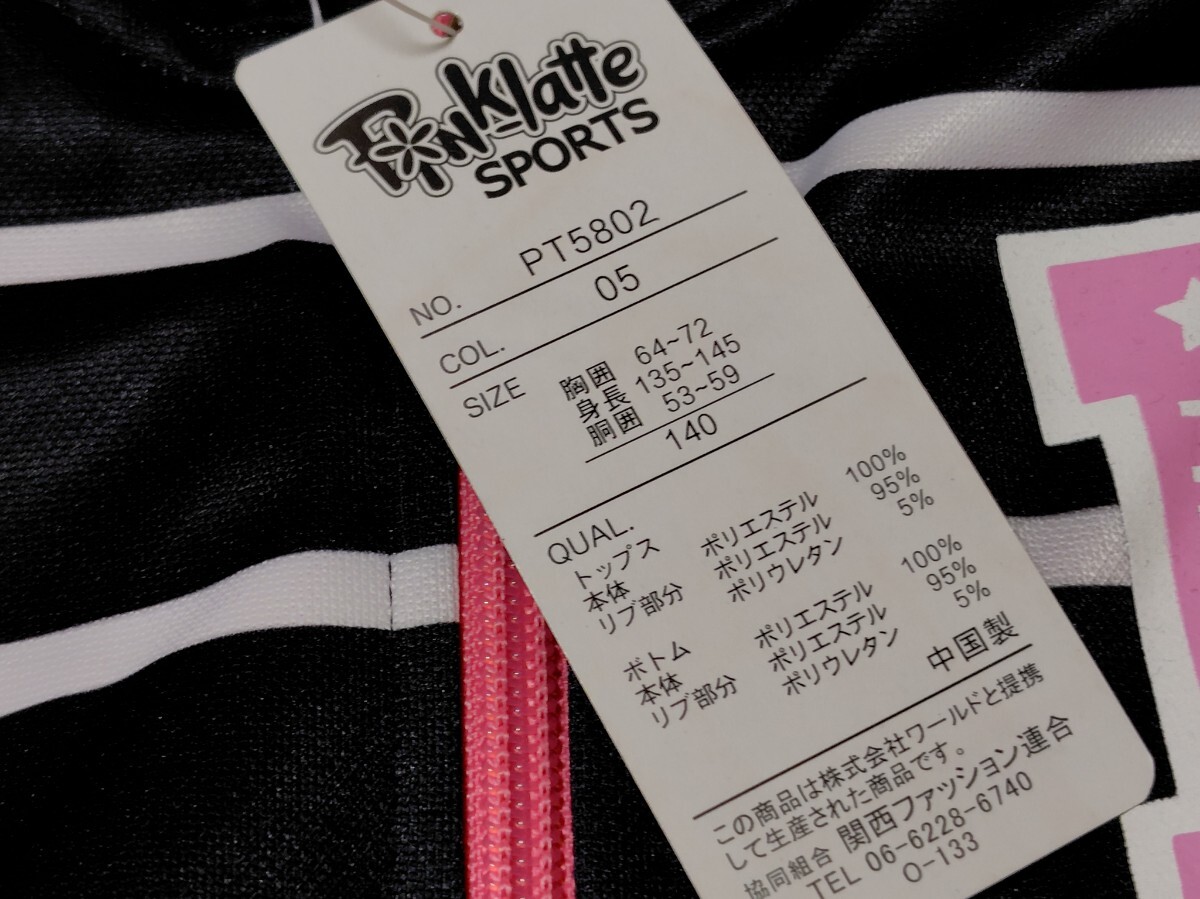 PinkLatte
SPORTS
NO. PT5802
COL. 05
SIZE 胸囲 64~72
身長 135~145
胴囲 53~59
140
QUAL.
トップス
本体 ポリエステル 100%
リブ部分 ポリエステル 95%
ポリウレタン 5%
ボトム
本体 ポリエステル 100%
リブ部分 ポリエステル 95%
ポリウレタン 5%
中国製
この商品は株式会社ワールドと提携
して生産された商品です。
協同組合 関西ファッション連合
TEL 06-6228-6740
O-133